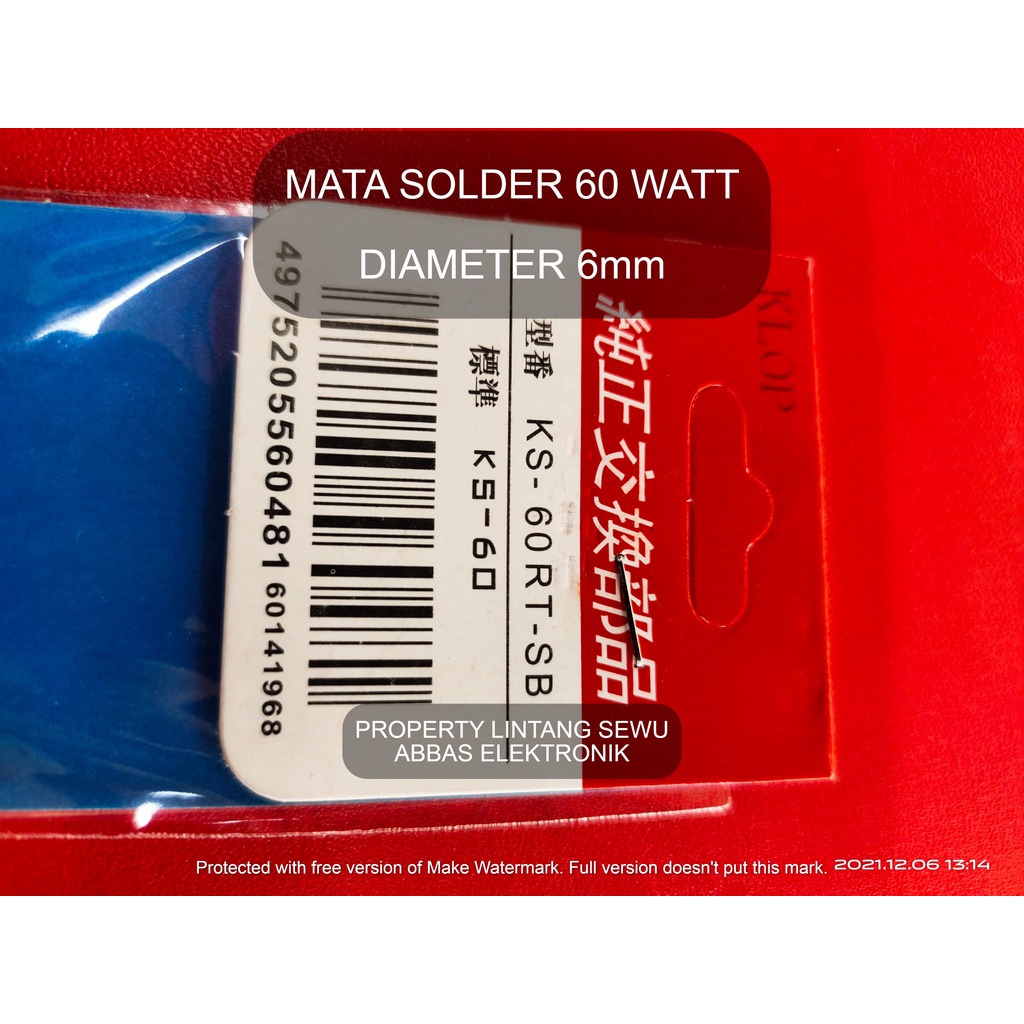 MATA SOLDER 60 WATT
DIAMETER 6mm
KLOP
純正交換部品
型番 KS-60RT-SB
標準 KS-60
4975205560481 60141968
PROPERTY LINTANG SEWU
ABBAS ELEKTRONIK
Protected with free version of Make Watermark. Full version doesn't put this mark.
2021.12.06 13:14